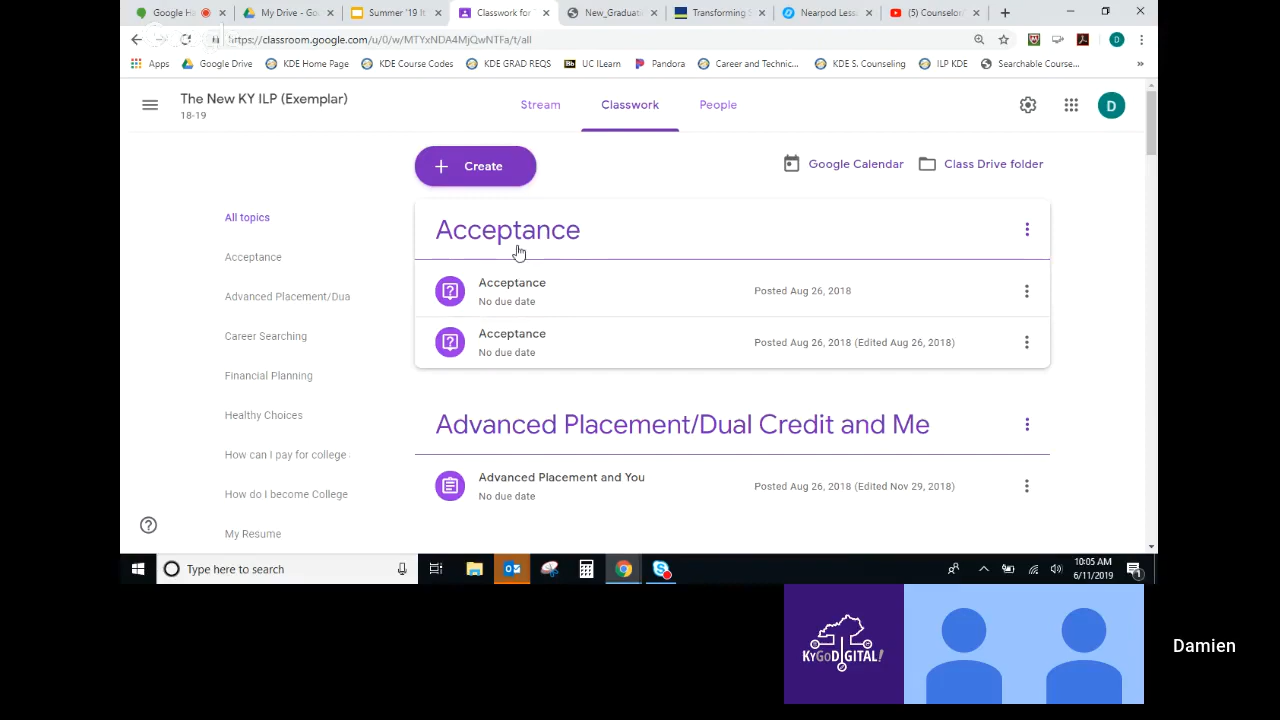 Google Ha
My Drive - Goo
Summer '19 It
Classwork for
New_Graduate
Transforming S
Nearpod Less
(5) Counselor/
https://classroom.google.com/u/0/w/MTYxNDA4MjQwNTFa/t/all
D
Apps
Google Drive
KDE Home Page
KDE Course Codes
KDE GRAD REQS
UC ILearn
Pandora
Career and Technic...
KDE S. Counseling
ILP KDE
Searchable Course...
The New KY ILP (Exemplar)
18-19
Stream
Classwork
People
D
Create
Google Calendar
Class Drive folder
All topics
Acceptance
Advanced Placement/Dua
Career Searching
Financial Planning
Healthy Choices
How can I pay for college
How do I become College
My Resume
Acceptance
Acceptance
No due date
Posted Aug 26, 2018
Acceptance
No due date
Posted Aug 26, 2018 (Edited Aug 26, 2018)
Advanced Placement/Dual Credit and Me
Advanced Placement and You
No due date
Posted Aug 26, 2018 (Edited Nov 29, 2018)
Type here to search
10:05 AM
6/11/2019
1
KYGODIGITAL!
Damien